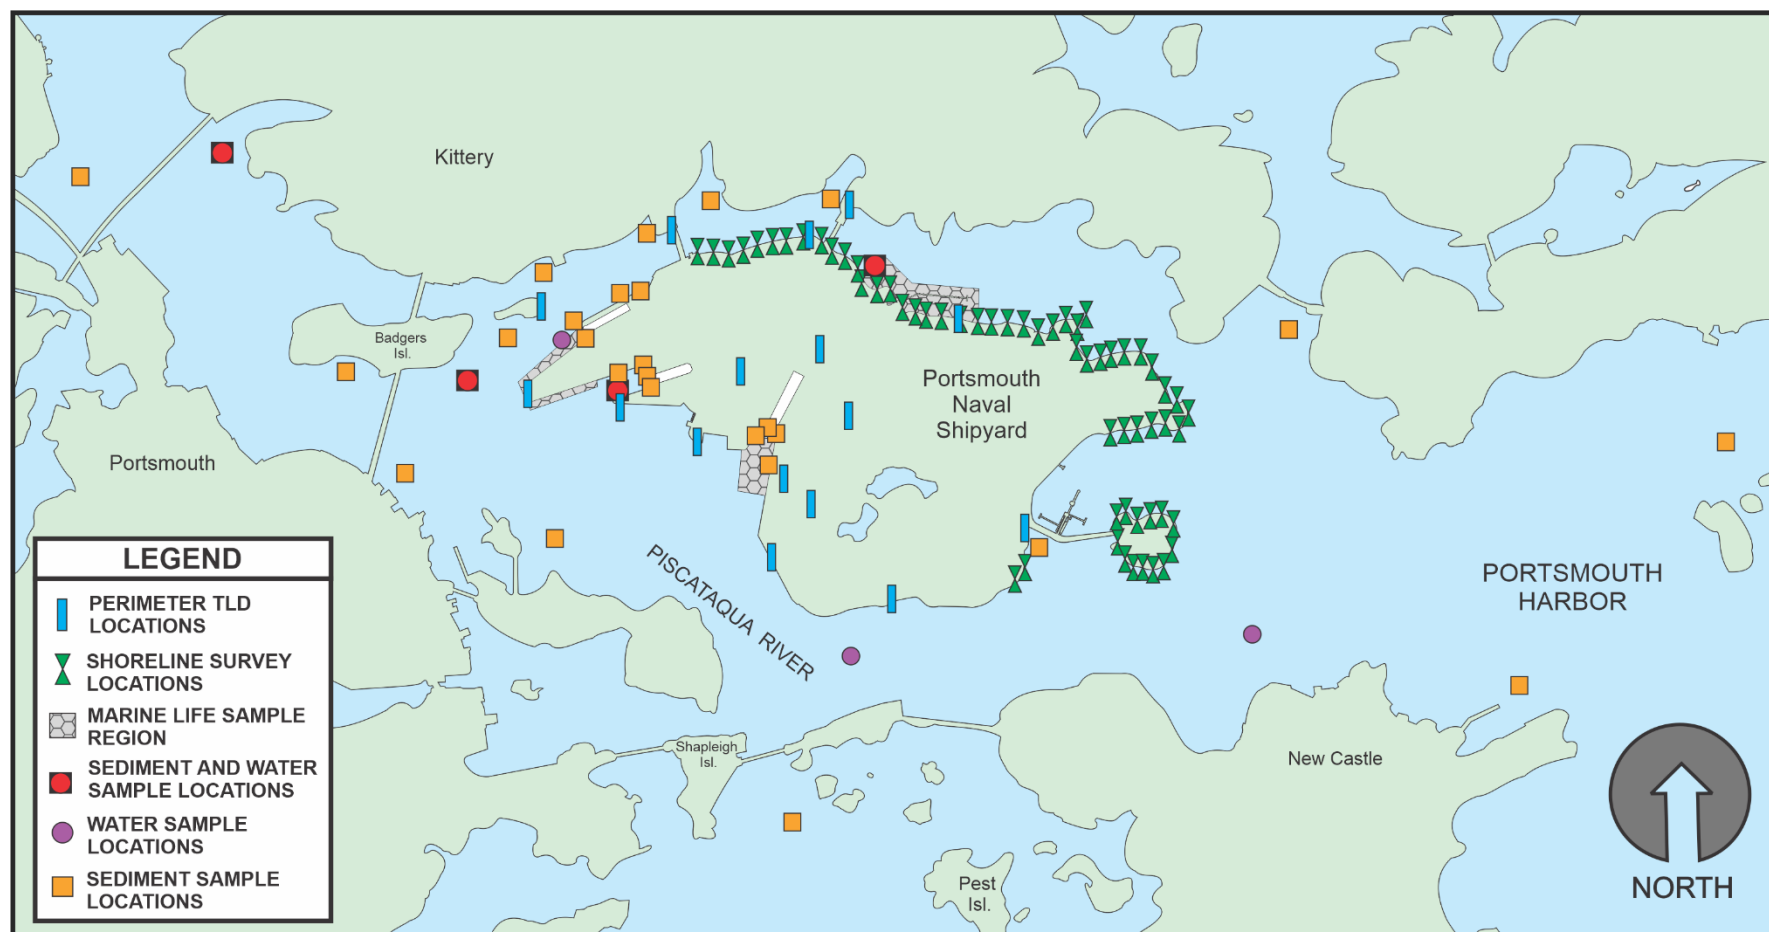 Kittery
Badgers
Isl.
Portsmouth
Naval
Shipyard
Portsmouth
PISCATAQUA RIVER
PORTSMOUTH
HARBOR
Shapleigh
Isl.
New Castle
Pest
Isl.
NORTH
LEGEND
PERIMETER TLD
LOCATIONS
SHORELINE SURVEY
LOCATIONS
MARINE LIFE SAMPLE
REGION
SEDIMENT AND WATER
SAMPLE LOCATIONS
WATER SAMPLE
LOCATIONS
SEDIMENT SAMPLE
LOCATIONS